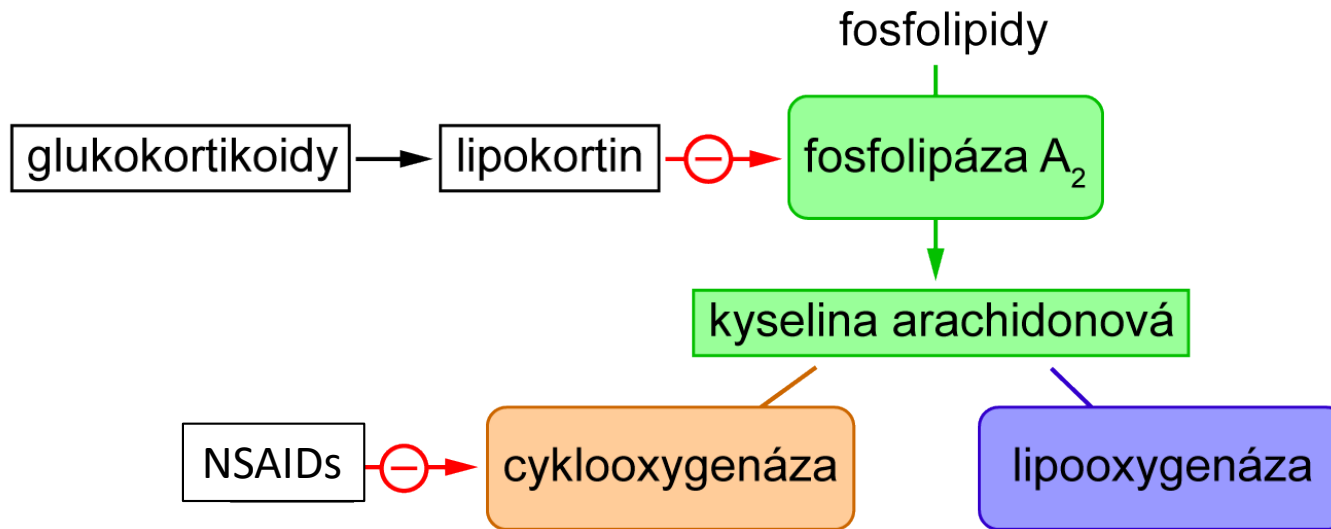 fosfolipidy
glukokortikoidy
lipokortin
−
fosfolipáza A₂
kyselina arachidonová
NSAIDs
−
cyklooxygenáza
lipooxygenáza